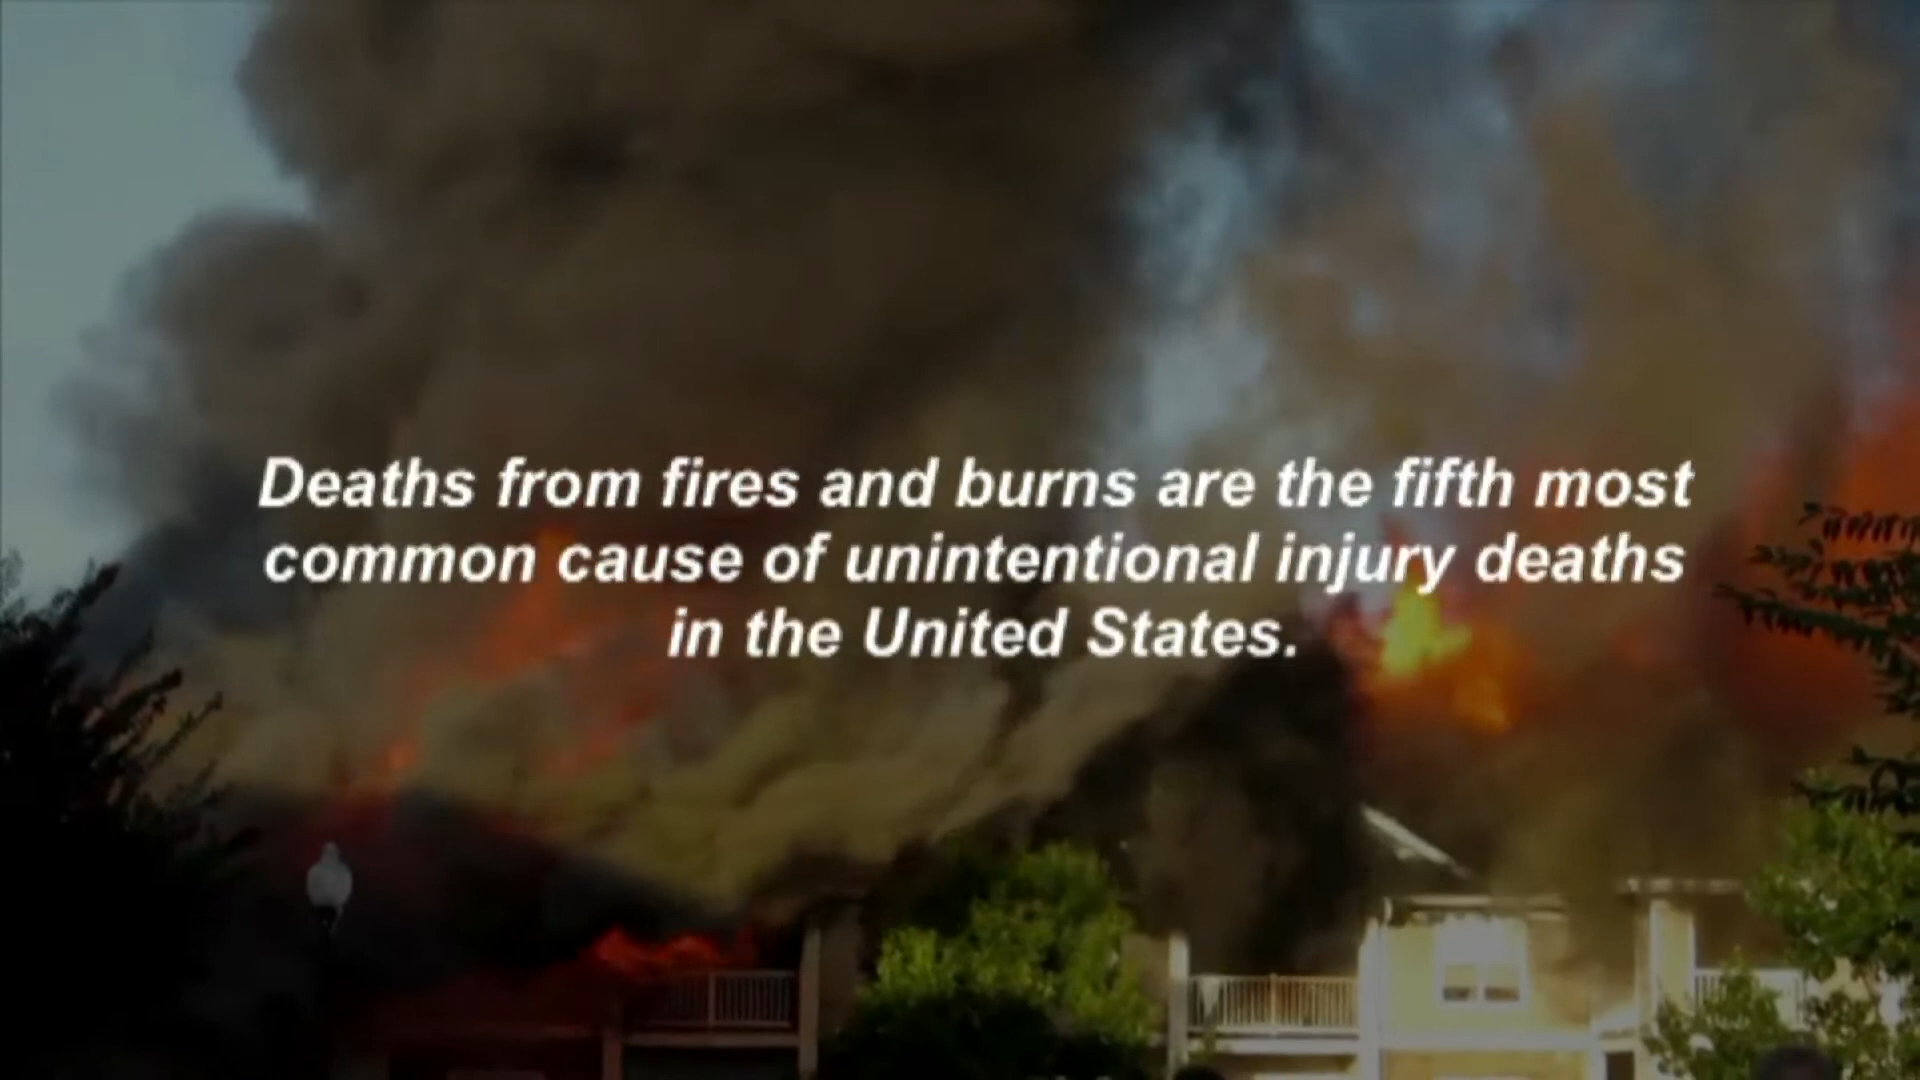 Deaths from fires and burns are the fifth most
common cause of unintentional injury deaths
in the United States.